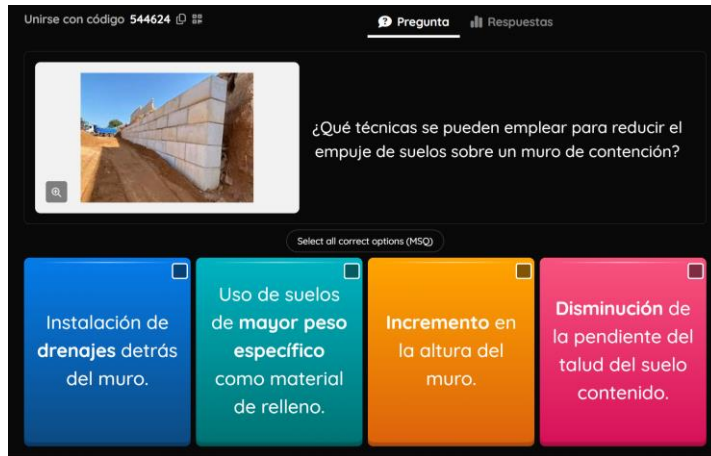 Unirse con código 544624
Pregunta
Respuestas
¿Qué técnicas se pueden emplear para reducir el
empuje de suelos sobre un muro de contención?
Select all correct options (MSQ)
Instalación de
drenajes detrás
del muro.
Uso de suelos
de mayor peso
específico
como material
de relleno.
Incremento en
la altura del
muro.
Disminución de
la pendiente del
talud del suelo
contenido.